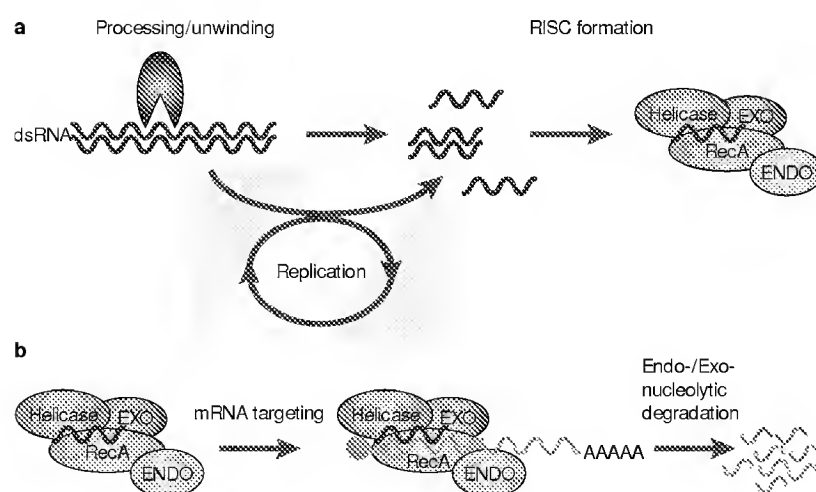 a
Processing/unwinding
RISC formation
dsRNA
Helicase
EXO
RecA
ENDO
Replication
b
Helicase
EXO
RecA
ENDO
mRNA targeting
Helicase
EXO
RecA
ENDO
AAAAA
Endo-/Exo-
nucleolytic
degradation